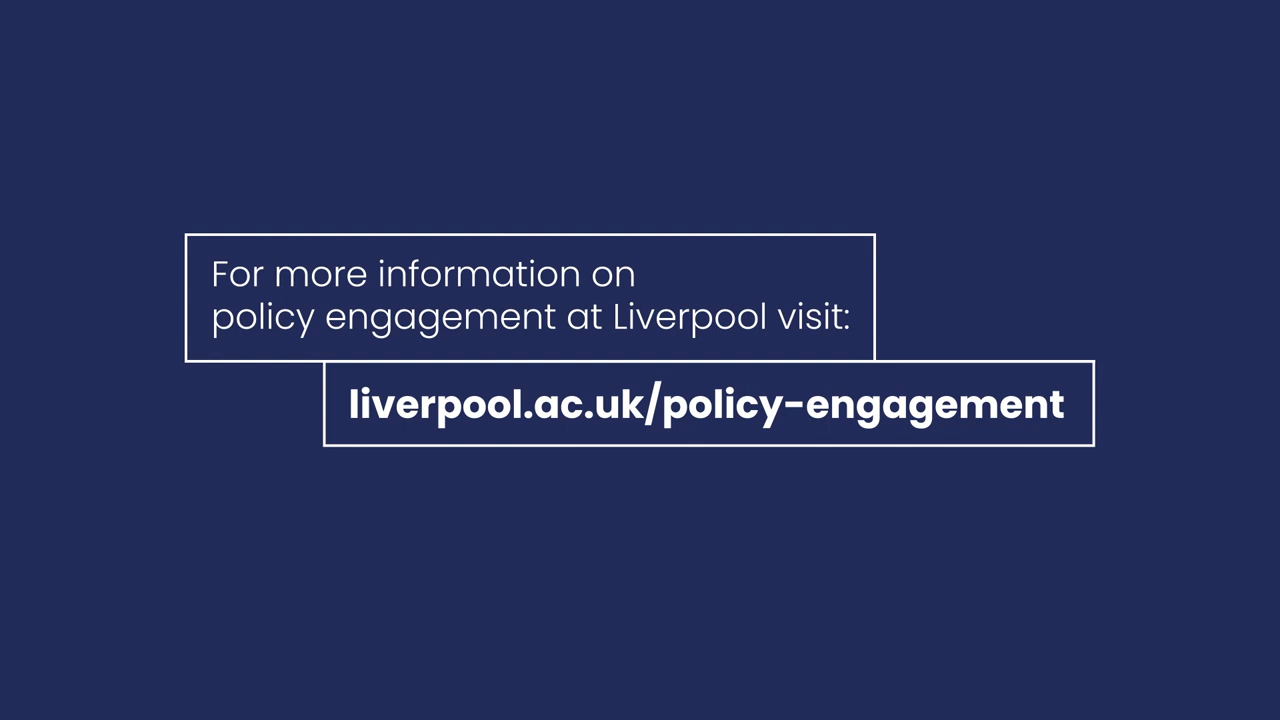 For more information on
policy engagement at Liverpool visit:
liverpool.ac.uk/policy-engagement